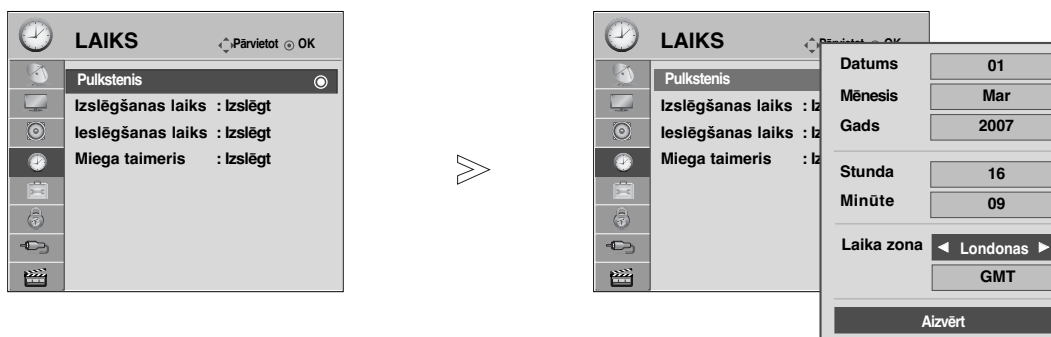 LAIKS Pārvietot OK
Pulkstenis
Izslēgšanas laiks : Izslēgt
Ieslēgšanas laiks : Izslēgt
Miega taimeris : Izslēgt
LAIKS Pārvietot OK
Pulkstenis
Izslēgšanas laiks : Iz
Ieslēgšanas laiks : Iz
Miega taimeris : Iz
Datums 01
Mēnesis Mar
Gads 2007
Stunda 16
Minūte 09
Laika zona ◄ Londonas ►
GMT
Aizvērt